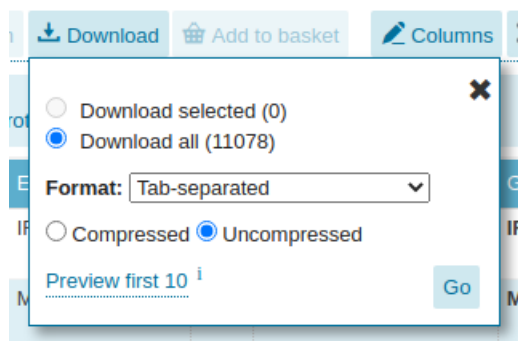 Download Add to basket Columns
Download selected (0)
Download all (11078)
Format: Tab-separated
Compressed Uncompressed
Preview first 10 i
Go